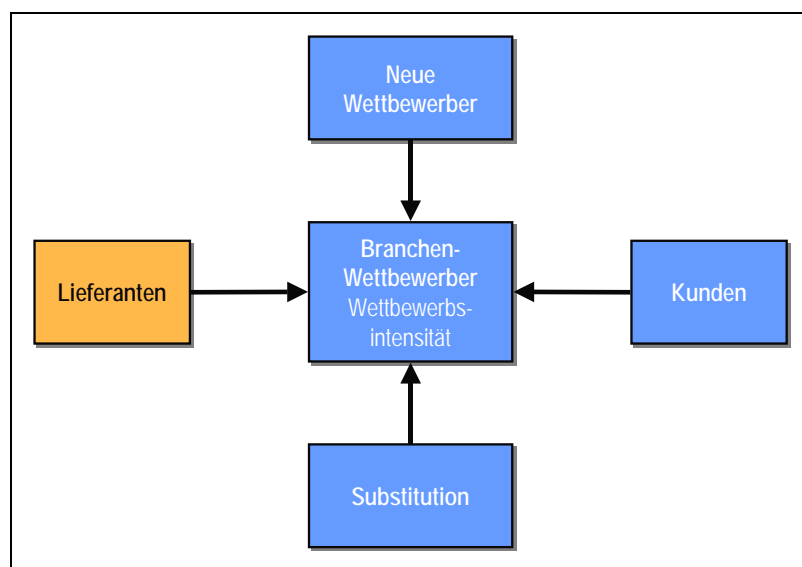 Neue
Wettbewerber
Lieferanten
Branchen-
Wettbewerber
Wettbewerbs-
intensität
Kunden
Substitution